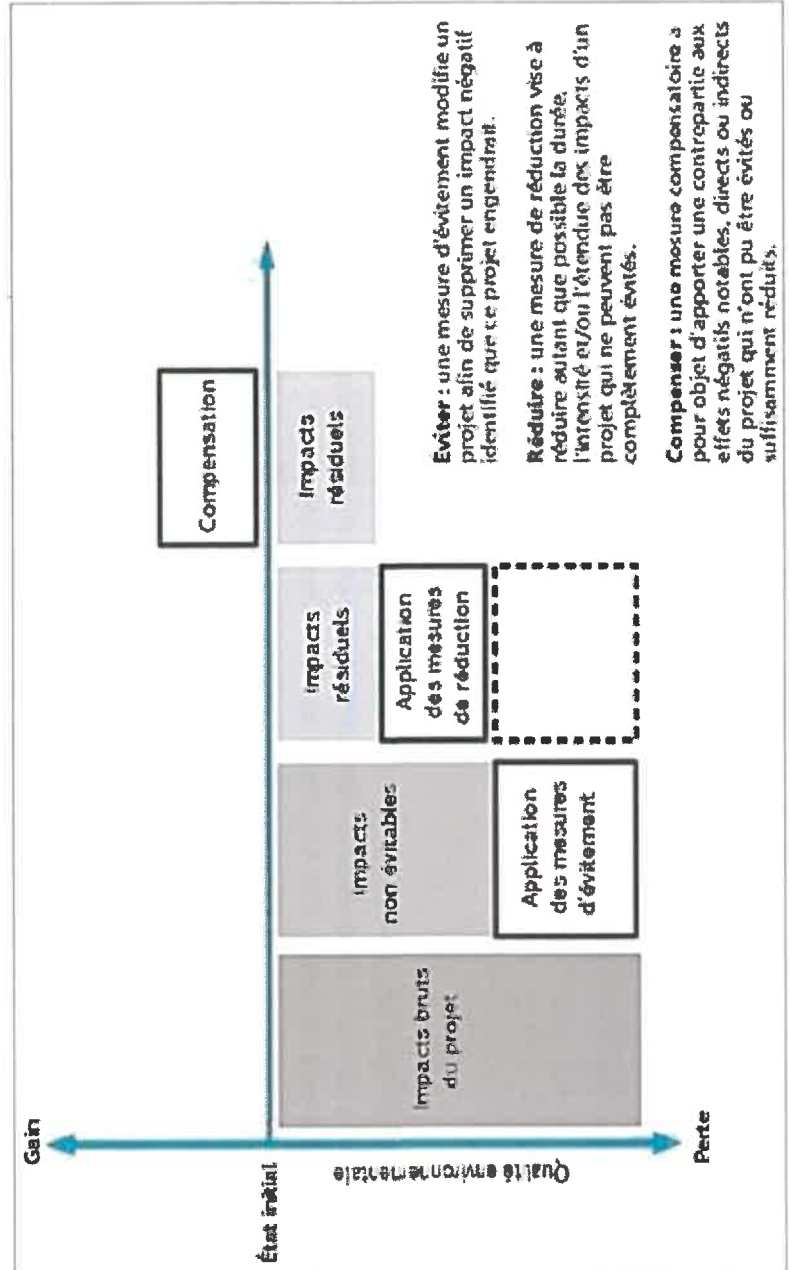 Gain
État initial
Qualité environnementale
Perte
Impacts bruts
du projet
Impacts
non évitables
Application
des mesures
d'évitement
Impacts
résiduels
Application
des mesures
de réduction
Compensation
Impacts
résiduels
Eviter : une mesure d'évitement modifie un
projet afin de supprimer un impact négatif
identifié que ce projet engendrait.
Réduire : une mesure de réduction vise à
réduire autant que possible la durée,
l'intensité et/ou l'étendue des impacts d'un
projet qui ne peuvent pas être
complètement évités.
Compenser : une mesure compensatoire a
pour objet d'apporter une contrepartie aux
effets négatifs notables, directs ou indirects
du projet qui n'ont pu être évités ou
suffisamment réduits.